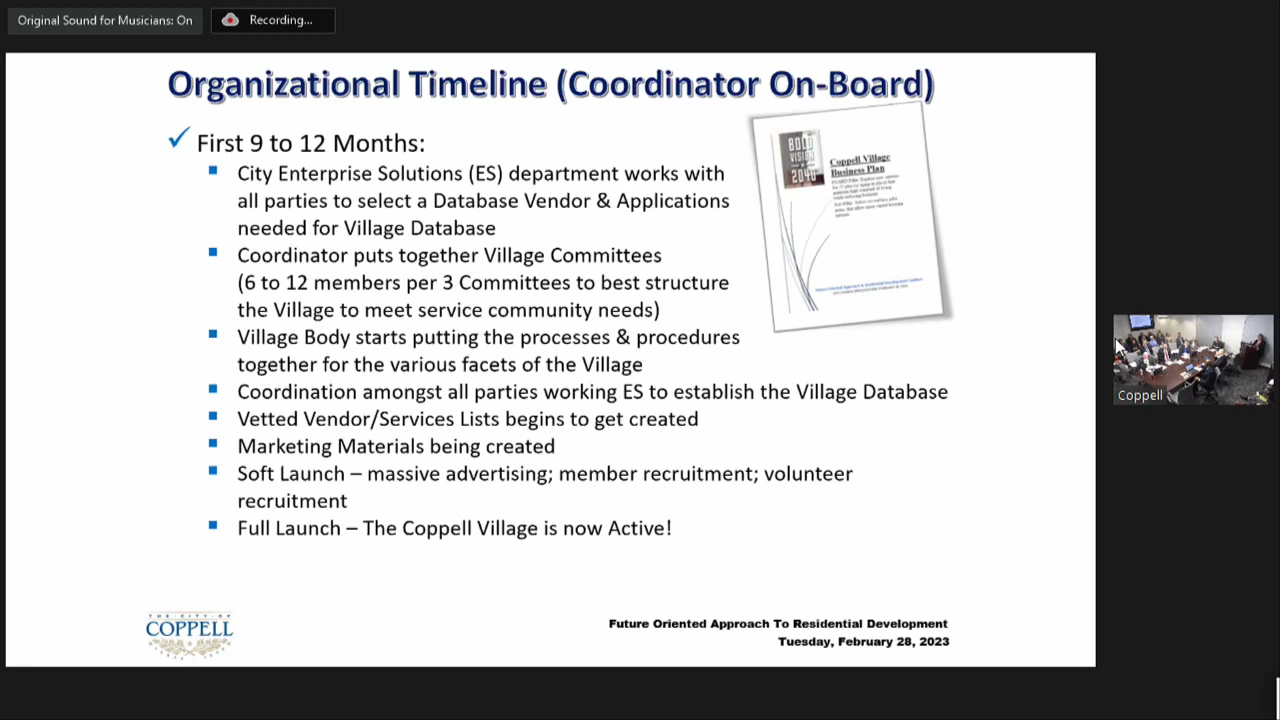 Original Sound for Musicians: On
Recording...
Organizational Timeline (Coordinator On-Board)
First 9 to 12 Months:
City Enterprise Solutions (ES) department works with
all parties to select a Database Vendor & Applications
needed for Village Database
Coordinator puts together Village Committees
(6 to 12 members per 3 Committees to best structure
the Village to meet service community needs)
Village Body starts putting the processes & procedures
together for the various facets of the Village
Coordination amongst all parties working ES to establish the Village Database
Vetted Vendor/Services Lists begins to get created
Marketing Materials being created
Soft Launch – massive advertising; member recruitment; volunteer
recruitment
Full Launch – The Coppell Village is now Active!
BOLD
VISION
2040
Coppell Village
Business Plan
Coppell
THE CITY OF
COPPELL
Future Oriented Approach To Residential Development
Tuesday, February 28, 2023